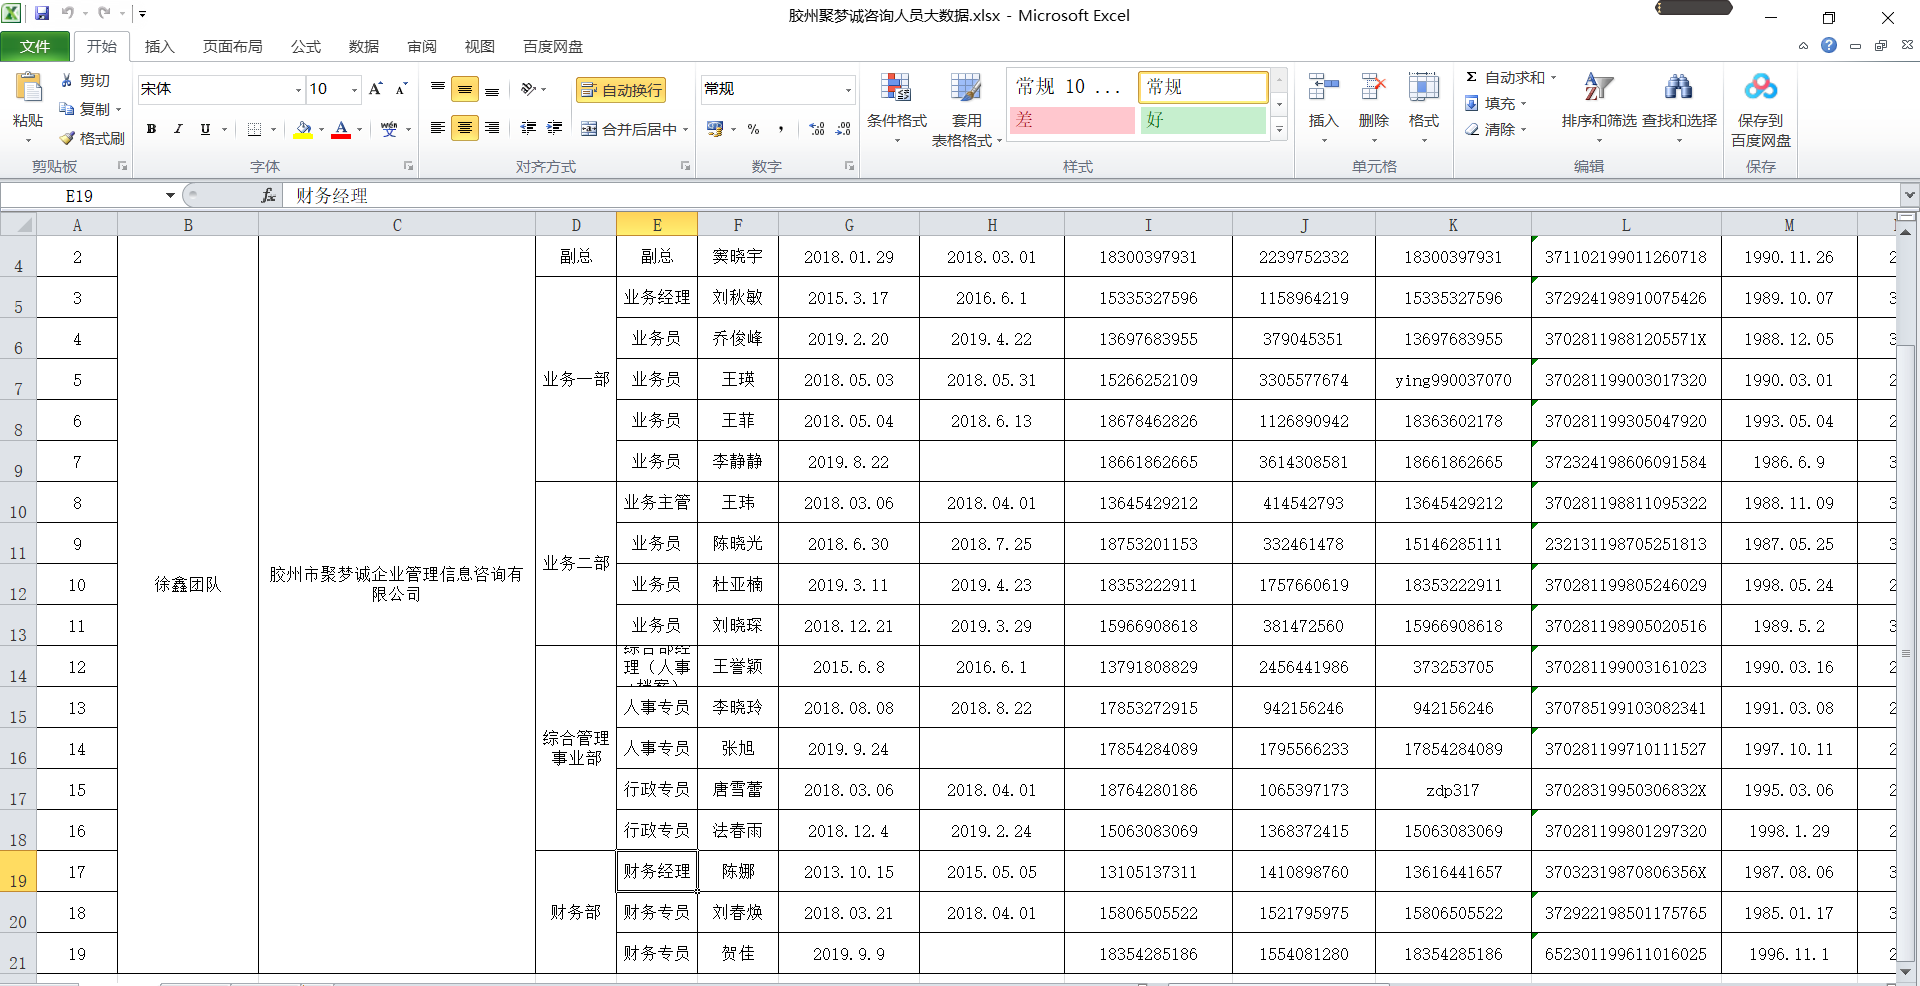 胶州聚梦诚咨询人员大数据.xlsx - Microsoft Excel
文件 开始 插入 页面布局 公式 数据 审阅 视图 百度网盘
粘贴 剪切 复制 格式刷 剪贴板
宋体 10 B I U wén 文 字体
自动换行 合并后居中 对齐方式
常规 % , 数字
条件格式 套用 表格格式 常规 10 ... 常规 差 好 样式
插入 删除 格式 单元格
Σ 自动求和 填充 清除 排序和筛选 查找和选择 编辑
保存到 百度网盘 保存
E19 fx 财务经理
A B C D E F G H I J K L M
4 2 副总 副总 窦晓宇 2018.01.29 2018.03.01 18300397931 2239752332 18300397931 371102199011260718 1990.11.26 2
5 3 业务经理 刘秋敏 2015.3.17 2016.6.1 15335327596 1158964219 15335327596 372924198910075426 1989.10.07 3
6 4 业务员 乔俊峰 2019.2.20 2019.4.22 13697683955 379045351 13697683955 37028119881205571X 1988.12.05 3
7 5 业务一部 业务员 王瑛 2018.05.03 2018.05.31 15266252109 3305577674 ying990037070 370281199003017320 1990.03.01 2
8 6 业务员 王菲 2018.05.04 2018.6.13 18678462826 1126890942 18363602178 370281199305047920 1993.05.04 2
9 7 业务员 李静静 2019.8.22 18661862665 3614308581 18661862665 372324198606091584 1986.6.9 3
10 8 业务主管 王玮 2018.03.06 2018.04.01 13645429212 414542793 13645429212 370281198811095322 1988.11.09 3
11 9 业务二部 业务员 陈晓光 2018.6.30 2018.7.25 18753201153 332461478 15146285111 232131198705251813 1987.05.25 3
12 10 徐鑫团队 胶州市聚梦诚企业管理信息咨询有
限公司 业务员 杜亚楠 2019.3.11 2019.4.23 18353222911 1757660619 18353222911 370281199805246029 1998.05.24 2
13 11 业务员 刘晓琛 2018.12.21 2019.3.29 15966908618 381472560 15966908618 370281198905020516 1989.5.2 3
14 12 综合部经
理（人事
+档案） 王誉颖 2015.6.8 2016.6.1 13791808829 2456441986 373253705 370281199003161023 1990.03.16 2
15 13 人事专员 李晓玲 2018.08.08 2018.8.22 17853272915 942156246 942156246 370785199103082341 1991.03.08 2
16 14 综合管理
事业部 人事专员 张旭 2019.9.24 17854284089 1795566233 17854284089 370281199710111527 1997.10.11 2
17 15 行政专员 唐雪蕾 2018.03.06 2018.04.01 18764280186 1065397173 zdp317 37028319950306832X 1995.03.06 2
18 16 行政专员 法春雨 2018.12.4 2019.2.24 15063083069 1368372415 15063083069 370281199801297320 1998.1.29 2
19 17 财务经理 陈娜 2013.10.15 2015.05.05 13105137311 1410898760 13616441657 37032319870806356X 1987.08.06 3
20 18 财务部 财务专员 刘春焕 2018.03.21 2018.04.01 15806505522 1521795975 15806505522 372922198501175765 1985.01.17 3
21 19 财务专员 贺佳 2019.9.9 18354285186 1554081280 18354285186 652301199611016025 1996.11.1 2